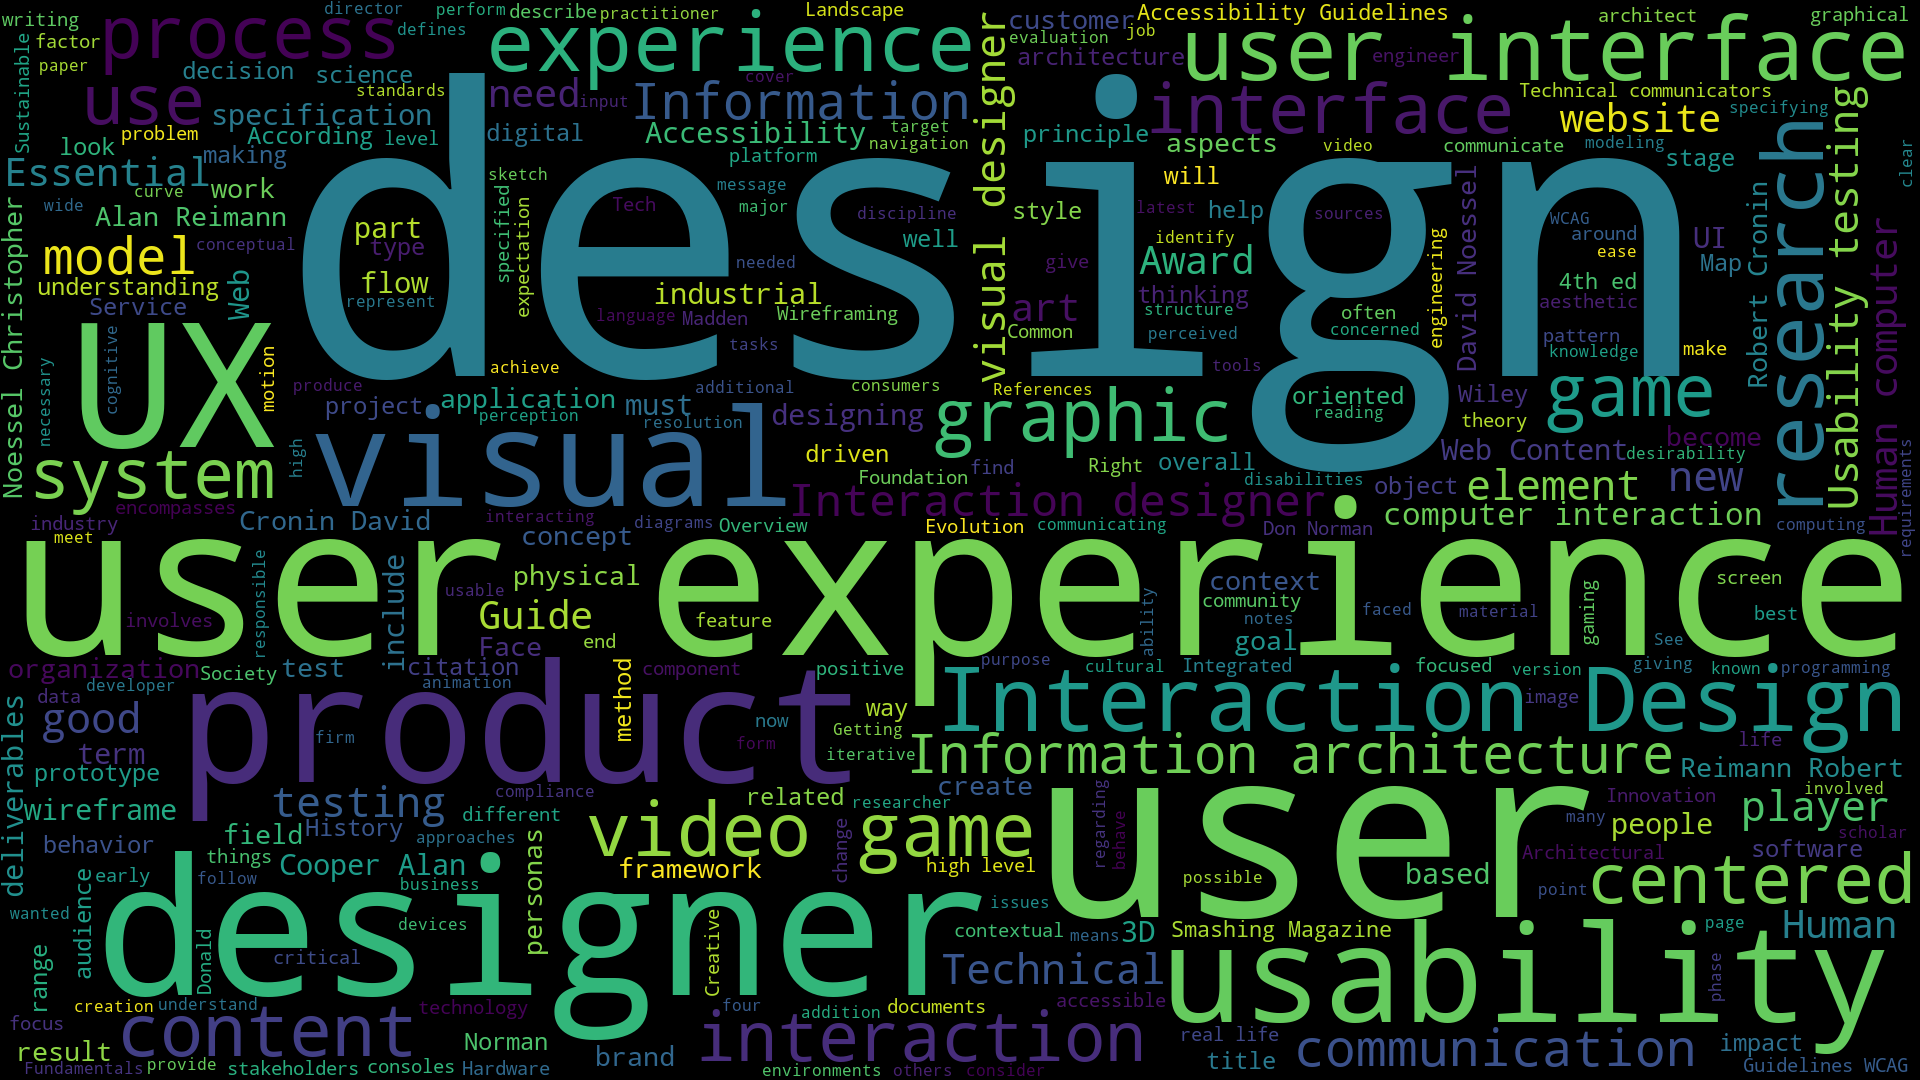 writing
director
perform
describe
practitioner
Landscape
customer
Accessibility Guidelines
architect
graphical
factor
process
defines
experience
evaluation
job
user interface
paper
decision
science
cover
architecture
engineer
Sustainable
use
standards
need
input
Information
visual designer
interface
Technical communicators
specification
website
specifying
problem
According
level
digital
Accessibility
target
navigation
principle
aspects
video
communicate
modeling
look
making
design
platform
stage
clear
Essential
curve
work
sketch
message
will
research
Usability testing
wide
Alan Reimann
part
specified
Tech
major
discipline
style
latest
help
sources
WCAG
David Noessel
Robert Cronin
Noessel Christopher
model
conceptual
type
expectation
well
identify
around
UI
understanding
Web
flow
needed
give
Award
engineering
ease
Map
Human computer
Service
represent
industrial
art
thinking
4th ed
aesthetic
language
Madden
Wireframing
structure
often
UX
cognitive
motion
tasks
Common
perceived
concerned
pattern
knowledge
make
necessary
achieve
tools
produce
application
additional
consumers
References
oriented
Wiley
game
project
perception
must
designing
graphic
reading
theory
visual
resolution
driven
become
high
system
Foundation
find
Right
overall
Web Content
desirability
encompasses
Interaction designer
disabilities
object
element
new
requirements
industry
Cronin David
interacting
diagrams
Overview
Evolution
communicating
Don Norman
computer interaction
computing
meet
concept
user experience
responsible
include
physical
context
screen
usable
community
ability
gaming
involves
Guide
feature
notes
faced
material
best
Face
end
goal
See
organization
Society
test
citation
method
component
positive
purpose
cultural
Integrated
focused
version
giving
known
programming
deliverables
data
developer
animation
product
way
Interaction Design
image
good
firm
now
Getting
term
form
iterative
Information architecture
life
prototype
Reimann Robert
testing
compliance
related
create
regarding
user
Innovation
involved
wireframe
different
researcher
many
player
field
History
approaches
video game
change
behave
people
scholar
behavior
things
Cooper Alan
personas
framework
high level
Architectural
software
early
follow
business
possible
based
point
centered
audience
wanted
designer
devices
issues
Smashing Magazine
page
Human
contextual
means
3D
range
Donald
critical
Creative
Technical
usability
phase
creation
understand
technology
four
addition
documents
accessible
focus
content
Norman
interaction
real life
communication
impact
result
brand
title
Fundamentals
provide
stakeholders
consoles
Hardware
environments
others
consider
Guidelines WCAG